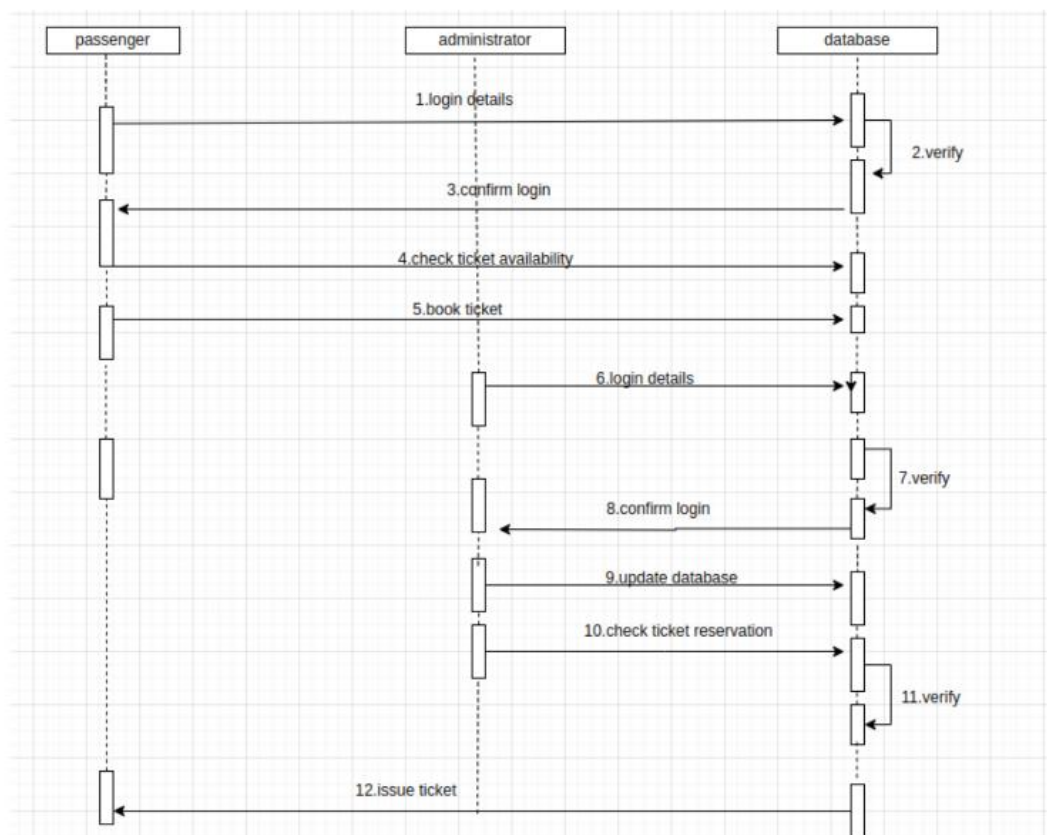 passenger
administrator
database
1.login details
2.verify
3.confirm login
4.check ticket availability
5.book ticket
6.login details
7.verify
8.confirm login
9.update database
10.check ticket reservation
11.verify
12.issue ticket